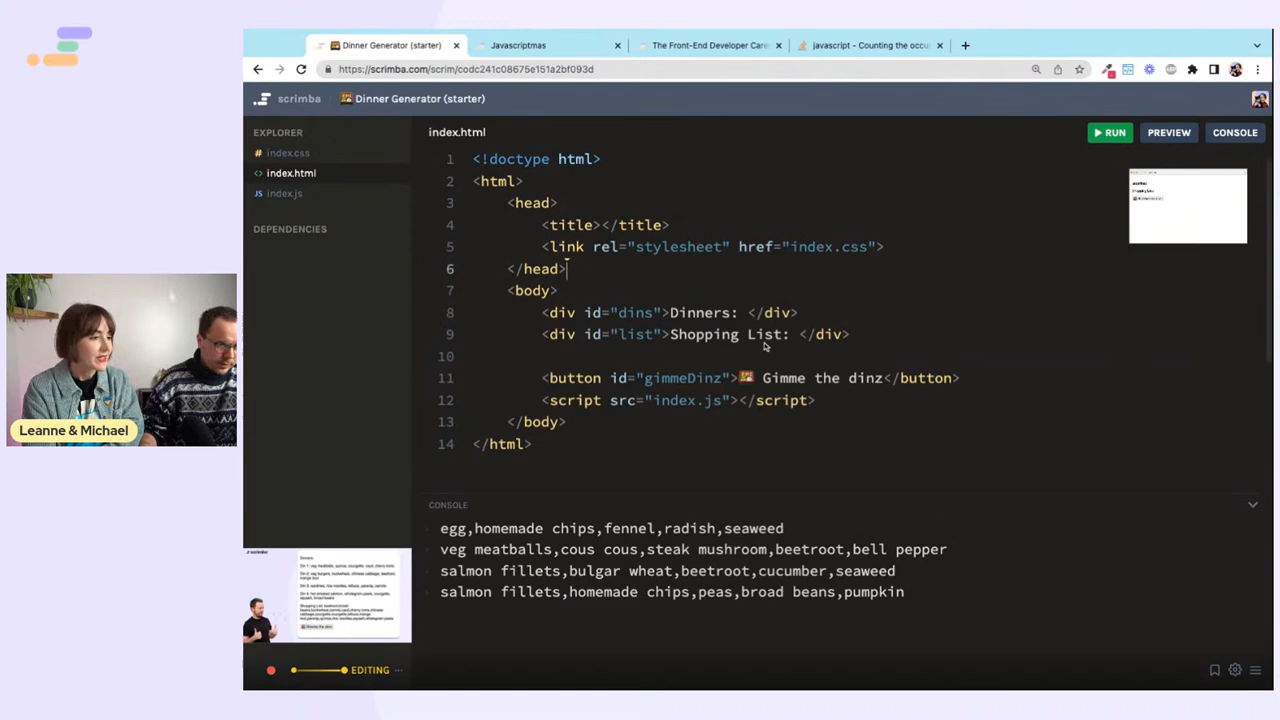 Dinner Generator (starter)
Javascriptmas
The Front-End Developer Care
javascript - Counting the occu
https://scrimba.com/scrim/codc241c08675e151a2bf093d
scrimba
Dinner Generator (starter)
EXPLORER
index.css
index.html
JS index.js
DEPENDENCIES
index.html
RUN
PREVIEW
CONSOLE
1 <!doctype html>
2 <html>
3 <head>
4 <title></title>
5 <link rel="stylesheet" href="index.css">
6 </head>
7 <body>
8 <div id="dins">Dinners: </div>
9 <div id="list">Shopping List: </div>
10
11 <button id="gimmeDinz">🍱 Gimme the dinz</button>
12 <script src="index.js"></script>
13 </body>
14 </html>
Leanne & Michael
CONSOLE
egg,homemade chips,fennel,radish,seaweed
veg meatballs,cous cous,steak mushroom,beetroot,bell pepper
salmon fillets,bulgar wheat,beetroot,cucumber,seaweed
salmon fillets,homemade chips,peas,
beans,pumpkin
scrimba
Dinners:
EDITING